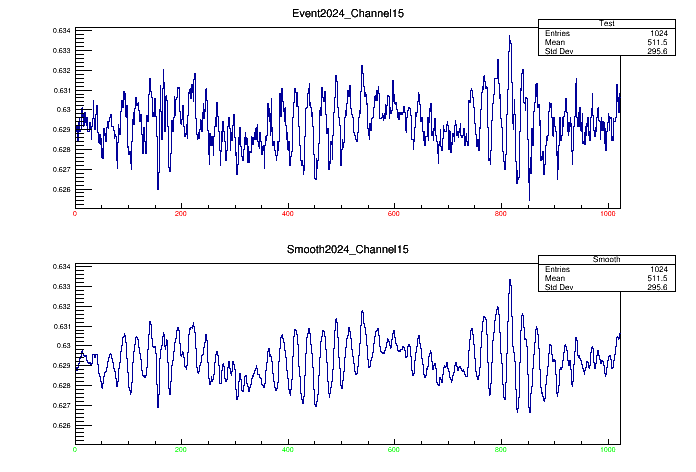 Event2024_Channel15
Test
Entries 1024
Mean 511.5
Std Dev 295.6
0.634
0.633
0.632
0.631
0.63
0.629
0.628
0.627
0.626
0 200 400 600 800 1000
Smooth2024_Channel15
Smooth
Entries 1024
Mean 511.5
Std Dev 295.6
0.634
0.633
0.632
0.631
0.63
0.629
0.628
0.627
0.626
0 200 400 600 800 1000